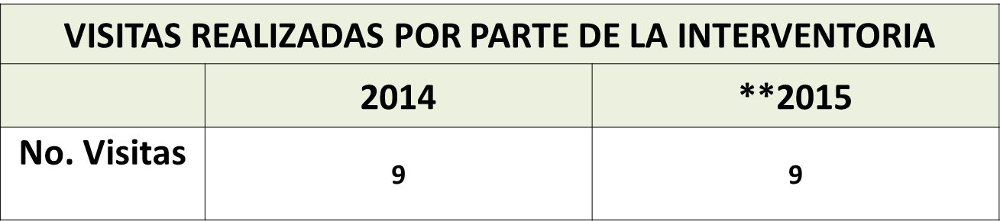 VISITAS REALIZADAS POR PARTE DE LA INTERVENTORIA
2014 **2015
No. Visitas 9 9